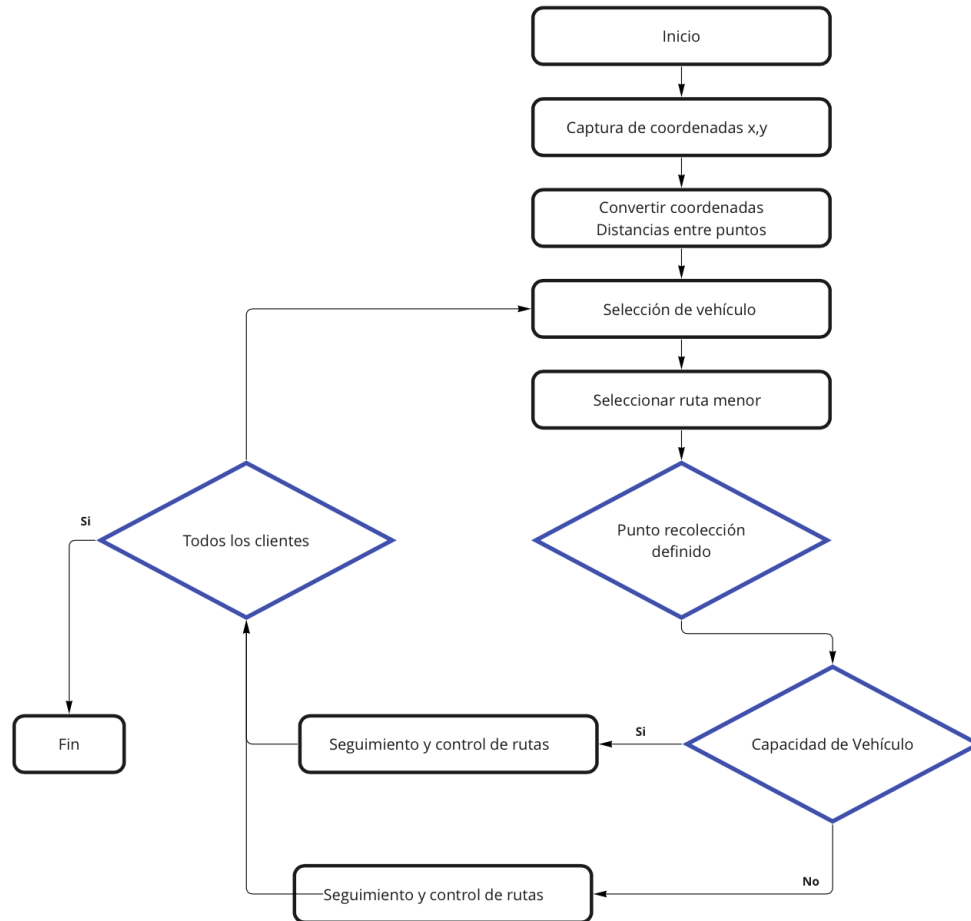 Inicio
Captura de coordenadas x,y
Convertir coordenadas
Distancias entre puntos
Selección de vehículo
Seleccionar ruta menor
Si
Todos los clientes
Punto recolección
definido
Fin
Seguimiento y control de rutas
Si
Capacidad de Vehículo
Seguimiento y control de rutas
No